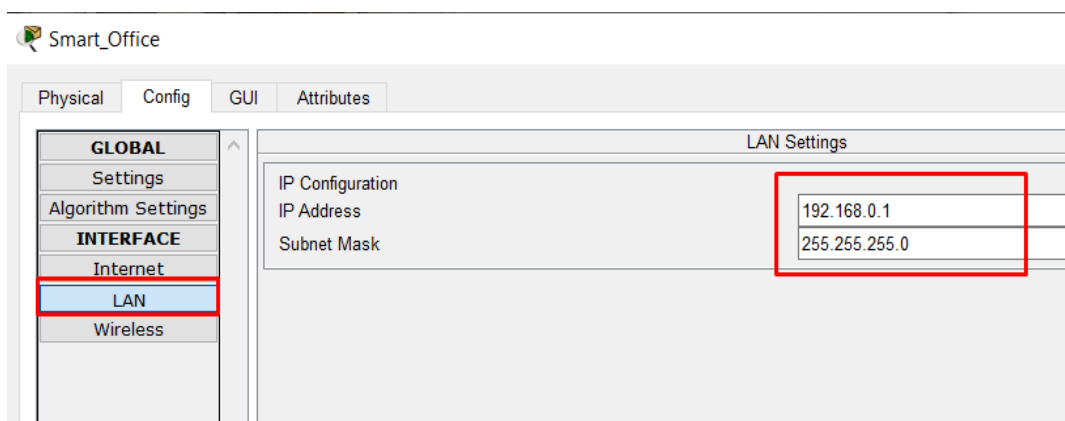 Smart_Office
Physical Config GUI Attributes
GLOBAL
Settings
Algorithm Settings
INTERFACE
Internet
LAN
Wireless
LAN Settings
IP Configuration
IP Address 192.168.0.1
Subnet Mask 255.255.255.0